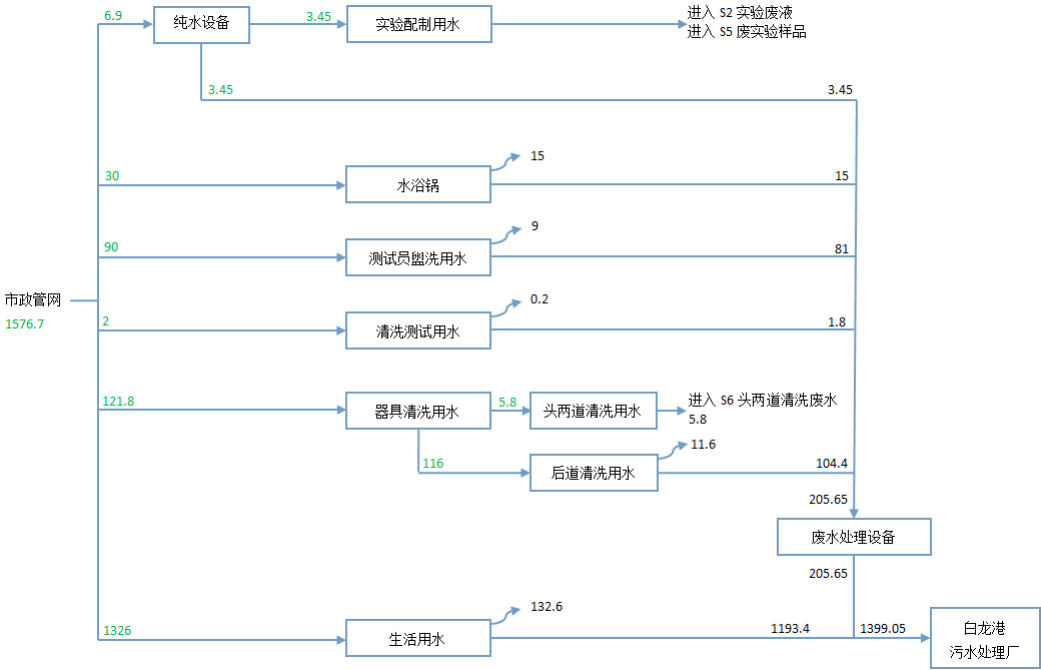 6.9
纯水设备
3.45
实验配制用水
进入 S2 实验废液
进入 S5 废实验样品
3.45
3.45
30
水浴锅
15
15
90
测试员盥洗用水
9
81
市政管网
1576.7
2
清洗测试用水
0.2
1.8
121.8
器具清洗用水
5.8
头两道清洗用水
进入 S6 头两道清洗废水
5.8
116
后道清洗用水
11.6
104.4
205.65
废水处理设备
205.65
1326
生活用水
132.6
1193.4
1399.05
白龙港
污水处理厂